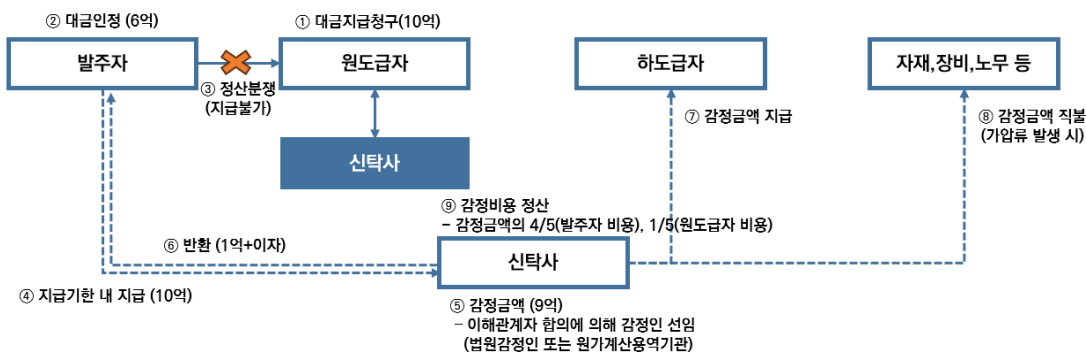 ② 대금인정 (6억)
① 대금지급청구(10억)
발주자
원도급자
하도급자
자재,장비,노무 등
③ 정산분쟁
(지급불가)
⑦ 감정금액 지급
⑧ 감정금액 직불
(가압류 발생 시)
신탁사
⑨ 감정비용 정산
– 감정금액의 4/5(발주자 비용), 1/5(원도급자 비용)
⑥ 반환 (1억+이자)
신탁사
④ 지급기한 내 지급 (10억)
⑤ 감정금액 (9억)
– 이해관계자 합의에 의해 감정인 선임
(법원감정인 또는 원가계산용역기관)